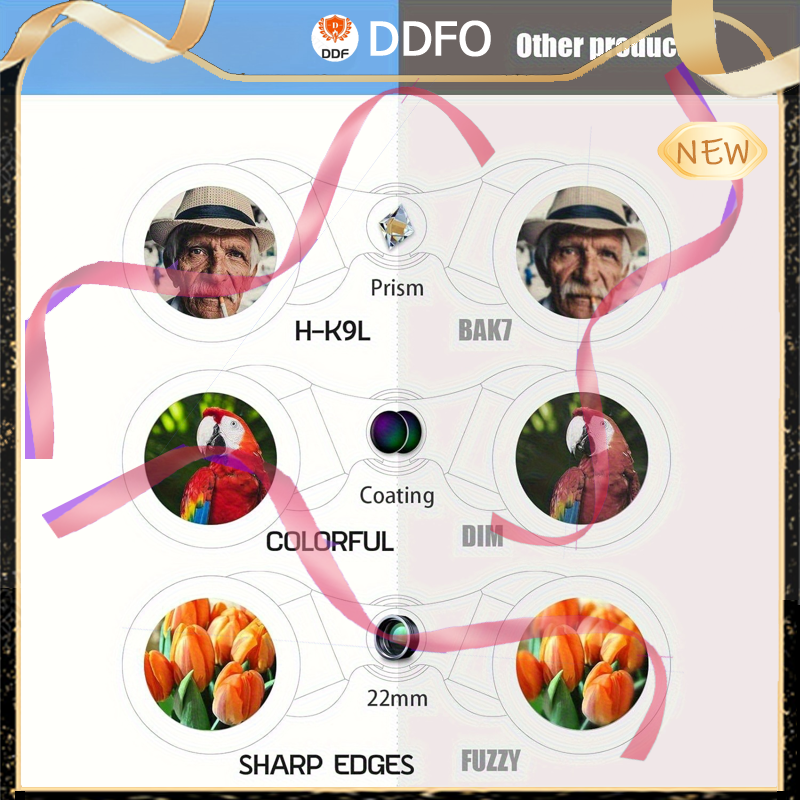 DDF
DDFO
Other produc
NEW
Prism
H-K9L
BAK7
Coating
COLORFUL
DIM
22mm
SHARP EDGES
FUZZY